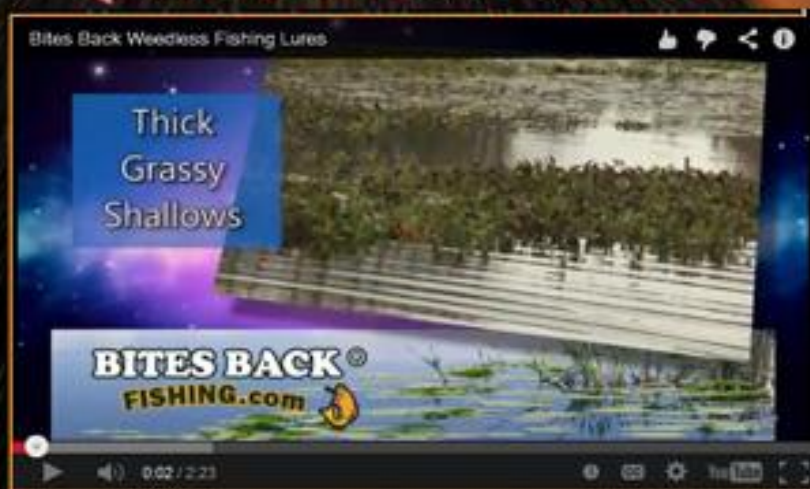 Bites Back Weedless Fishing Lures
Thick
Grassy
Shallows
BITES BACK®
FISHING.com
0:02 / 2:23
YouTube